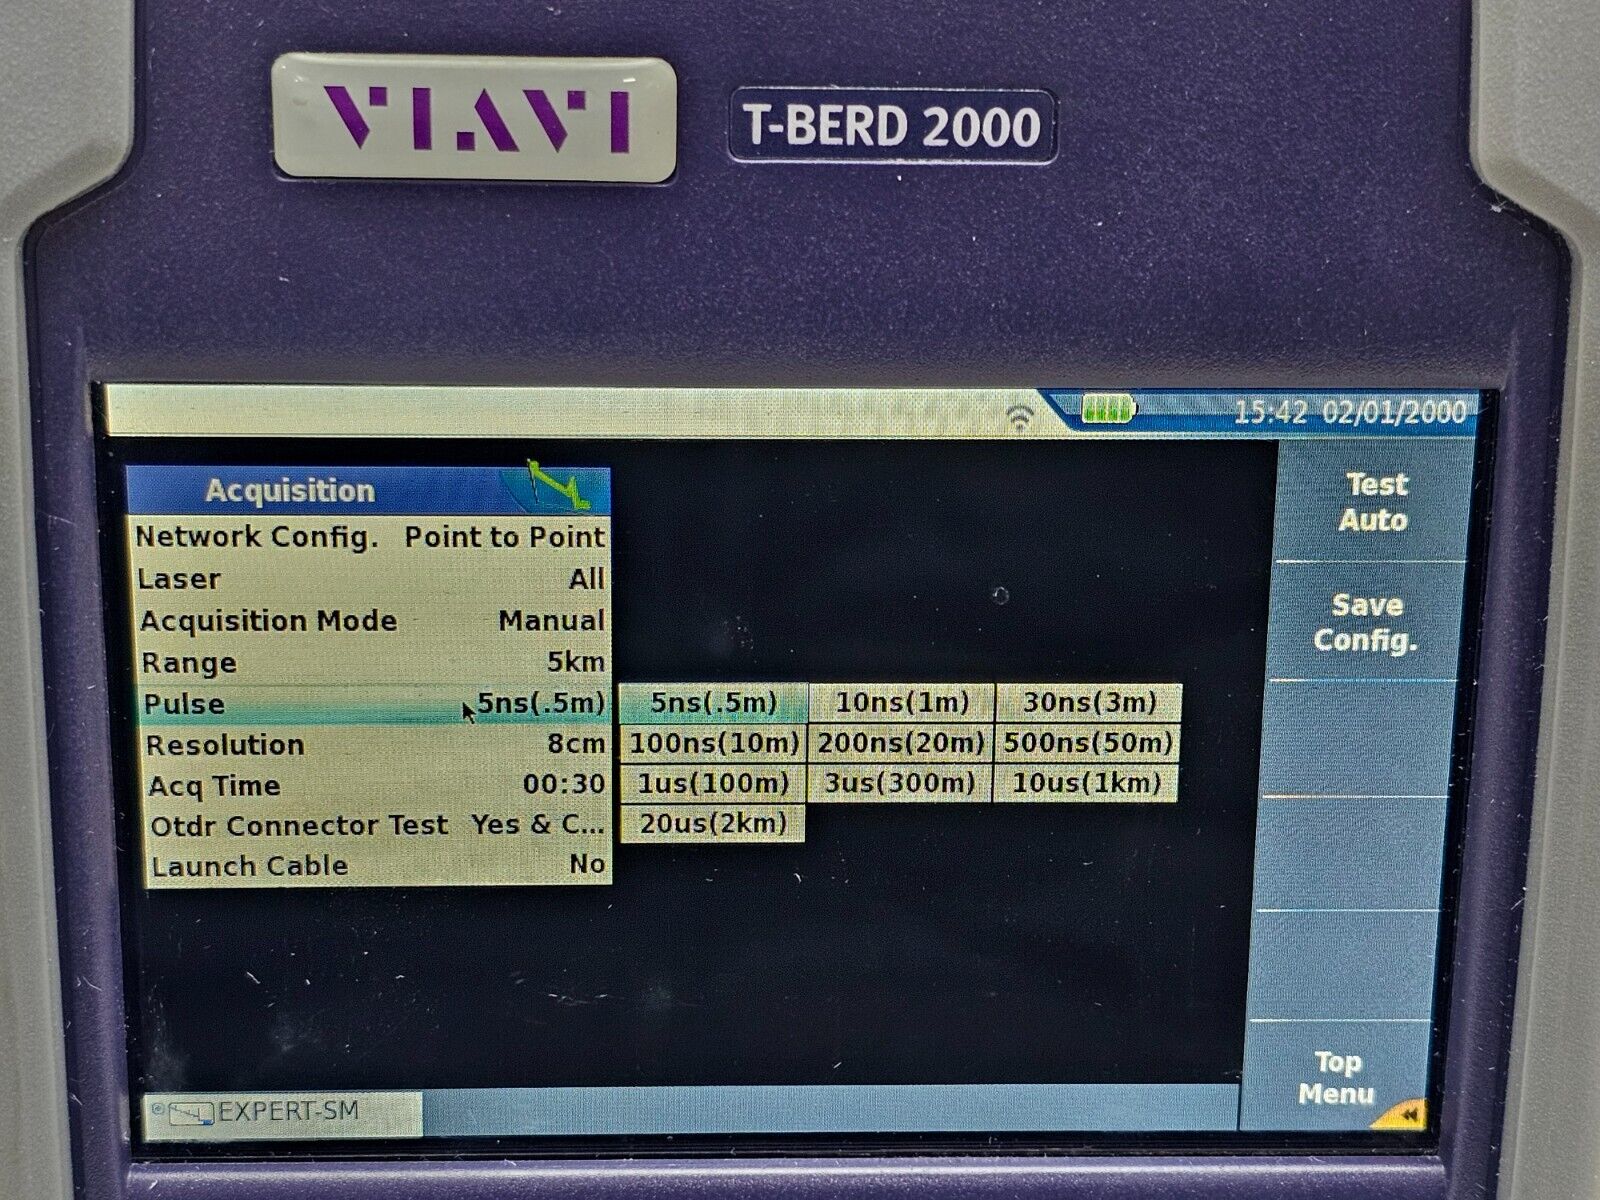 VIAVI
T-BERD 2000
15:42 02/01/2000
Acquisition
Network Config. Point to Point
Laser All
Acquisition Mode Manual
Range 5km
Pulse 5ns(.5m)
Resolution 8cm
Acq Time 00:30
Otdr Connector Test Yes & C...
Launch Cable No
5ns(.5m) 10ns(1m) 30ns(3m)
100ns(10m) 200ns(20m) 500ns(50m)
1us(100m) 3us(300m) 10us(1km)
20us(2km)
Test
Auto
Save
Config.
Top
Menu
EXPERT-SM